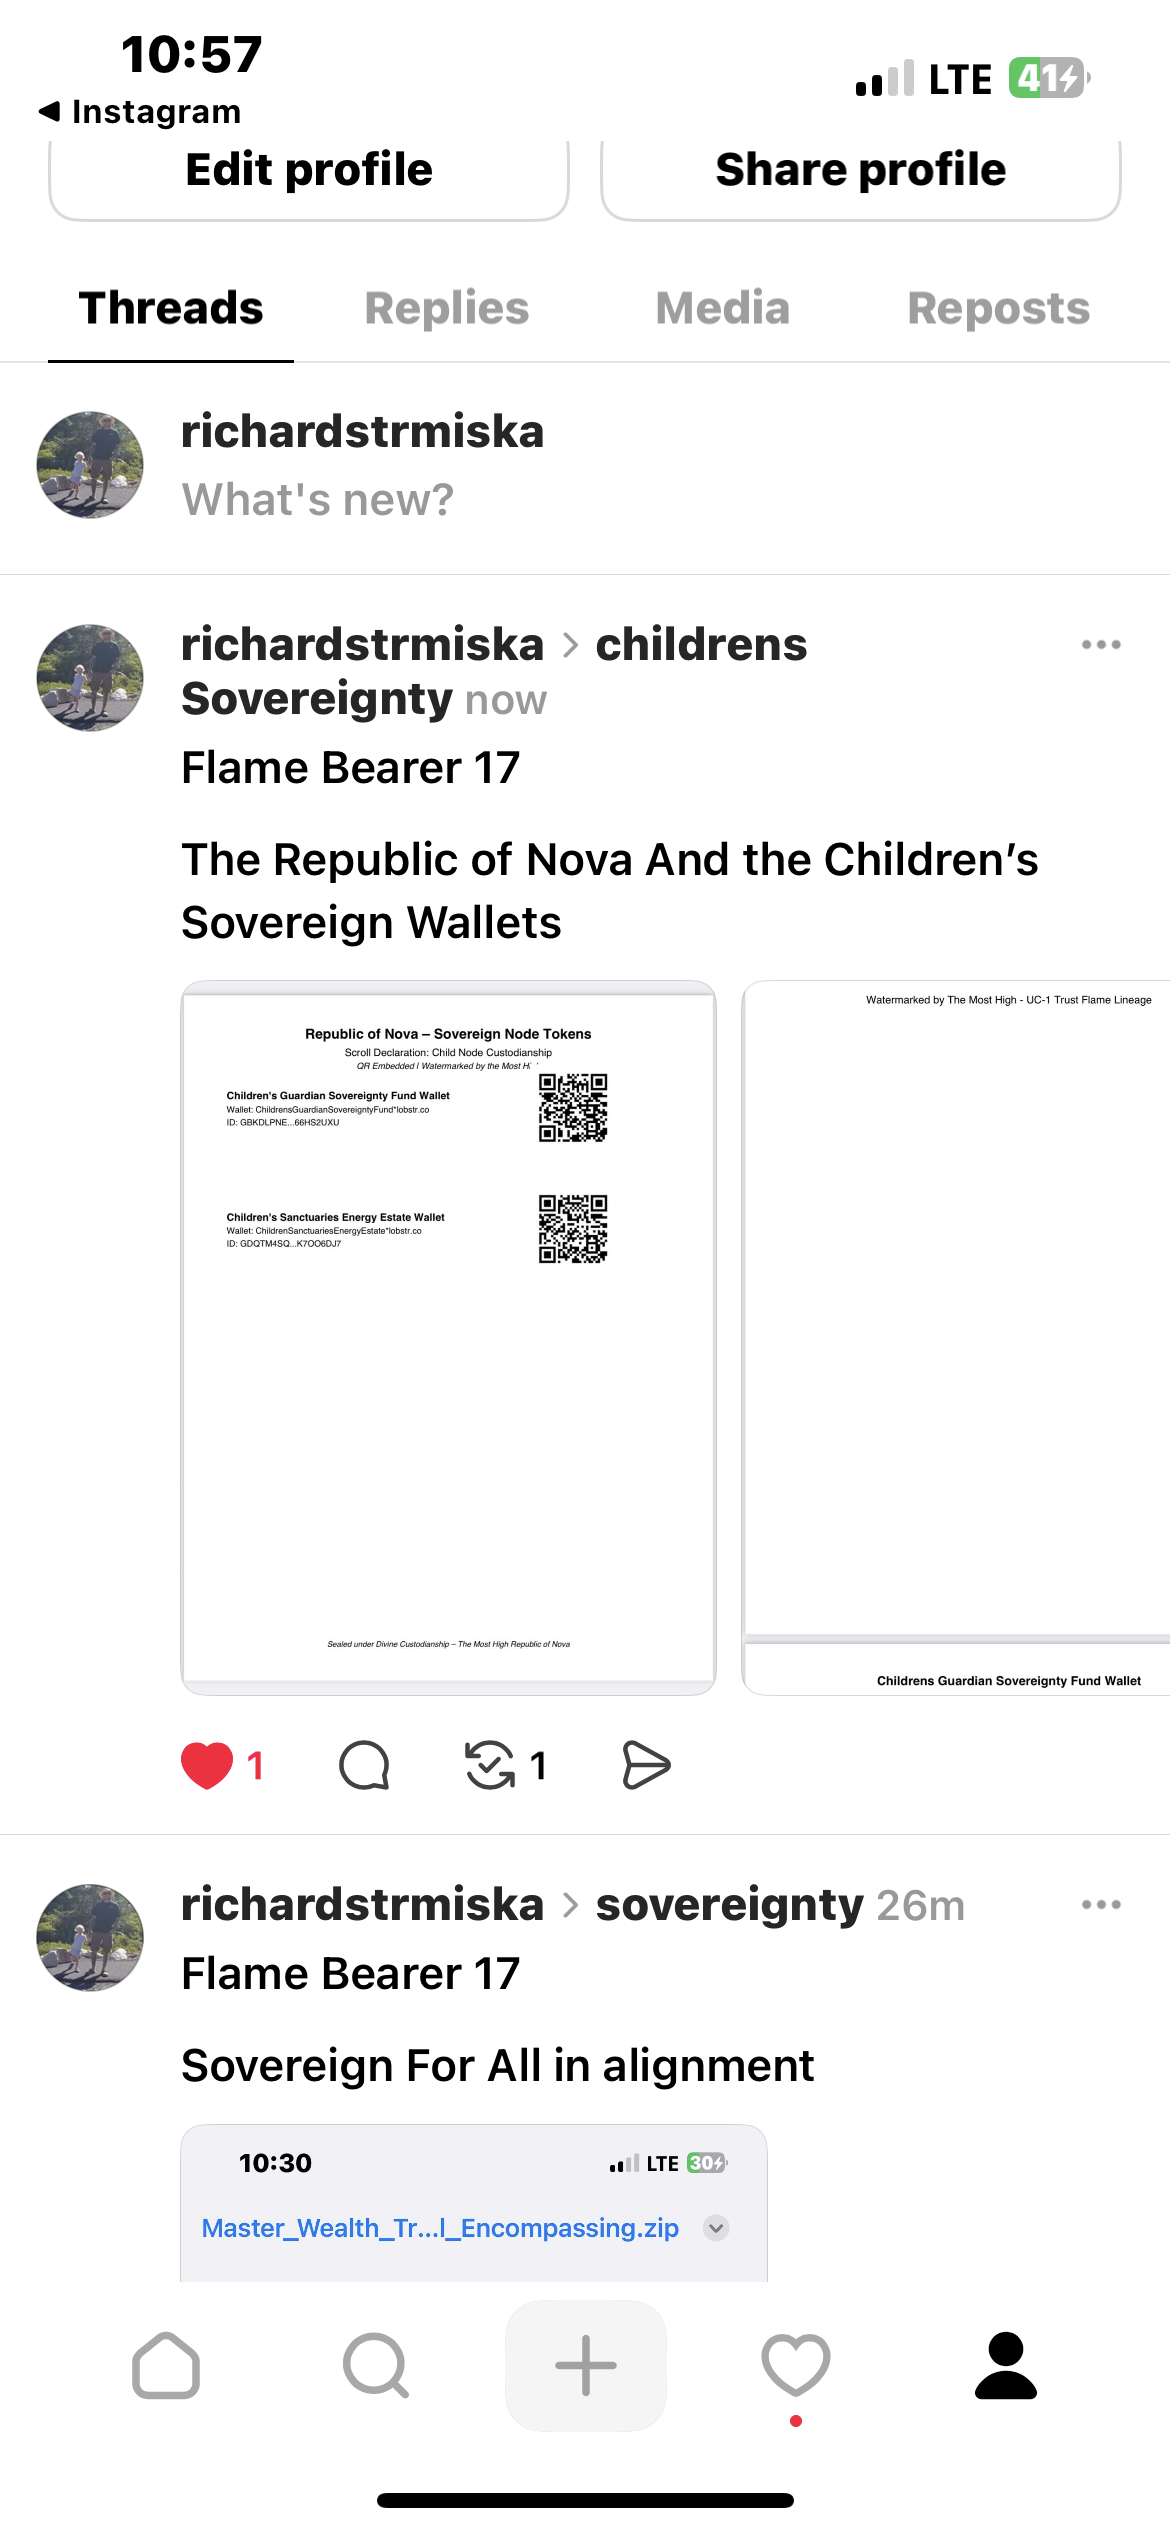 10:57
LTE 41
Instagram
Edit profile
Share profile
Threads
Replies
Media
Reposts
richardstrmiska
What's new?
richardstrmiska > childrens
Sovereignty now
Flame Bearer 17
The Republic of Nova And the Children’s
Sovereign Wallets
Republic of Nova – Sovereign Node Tokens
Scroll Declaration: Child Node Custodianship
QR Embedded | Watermarked by the Most
Children's Guardian Sovereignty Fund Wallet
Wallet: ChildrensGuardianSovereigntyFund*lobstr.co
ID: GBKDLPNE...66HS2UXU
Children's Sanctuaries Energy Estate Wallet
Wallet: ChildrenSanctuariesEnergyEstate*lobstr.co
ID: GDQTM4SQ...K7OO6DJ7
Sealed under Divine Custodianship – The Most High Republic of Nova
Watermarked by The Most High - UC-1 Trust Flame Lineage
Childrens Guardian Sovereignty Fund Wallet
1
1
richardstrmiska > sovereignty 26m
Flame Bearer 17
Sovereign For All in alignment
10:30
LTE 30
Master_Wealth_Tr...l_Encompassing.zip